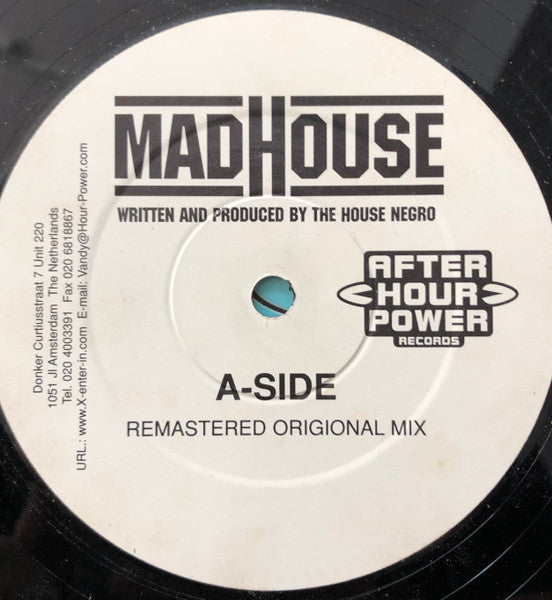 MADHOUSE
WRITTEN AND PRODUCED BY THE HOUSE NEGRO
AFTER
HOUR
POWER
RECORDS
A-SIDE
REMASTERED ORIGIONAL MIX
Donker Curtiusstraat 7 Unit 220
1051 Jl Amsterdam The Netherlands
Tel. 020 4003391 Fax 020 6818867
URL.: www.X-enter-in.com E-mail: Vandy@Hour-Power.com